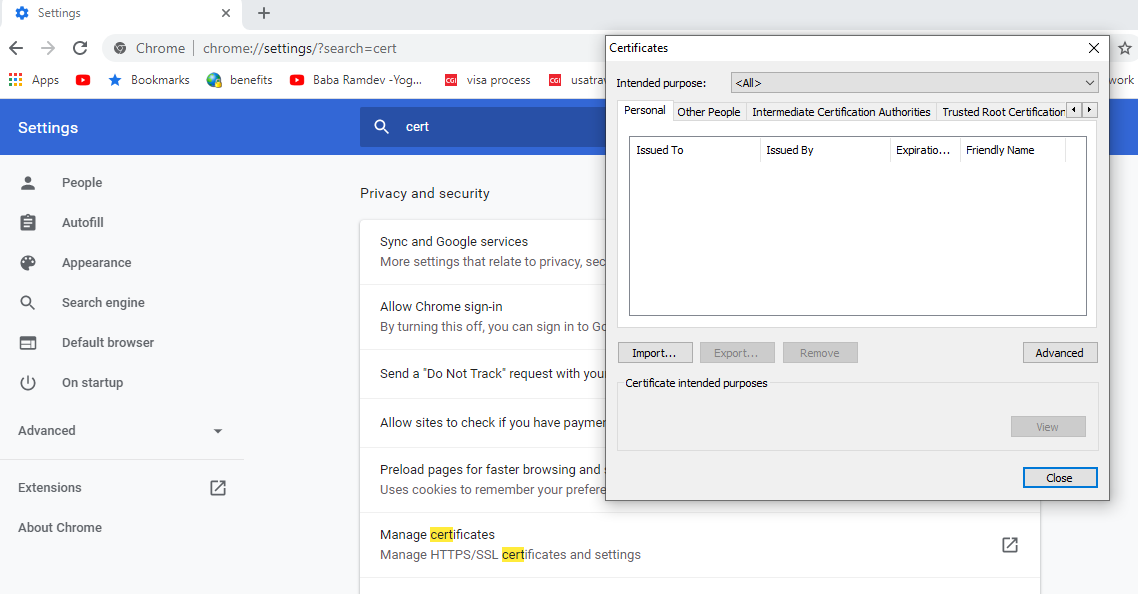 Settings
Chrome
chrome://settings/?search=cert
Apps
Bookmarks
benefits
Baba Ramdev -Yog...
CGI
visa process
CGI
usatrav
work
Settings
cert
People
Autofill
Appearance
Search engine
Default browser
On startup
Advanced
Extensions
About Chrome
Privacy and security
Sync and Google services
More settings that relate to privacy, sec
Allow Chrome sign-in
By turning this off, you can sign in to Go
Send a "Do Not Track" request with your
Allow sites to check if you have paymen
Preload pages for faster browsing and s
Uses cookies to remember your prefere
Manage certificates
Manage HTTPS/SSL certificates and settings
Certificates
Intended purpose:
<All>
Personal
Other People
Intermediate Certification Authorities
Trusted Root Certification
Issued To
Issued By
Expiratio...
Friendly Name
Import...
Export...
Remove
Advanced
Certificate intended purposes
View
Close